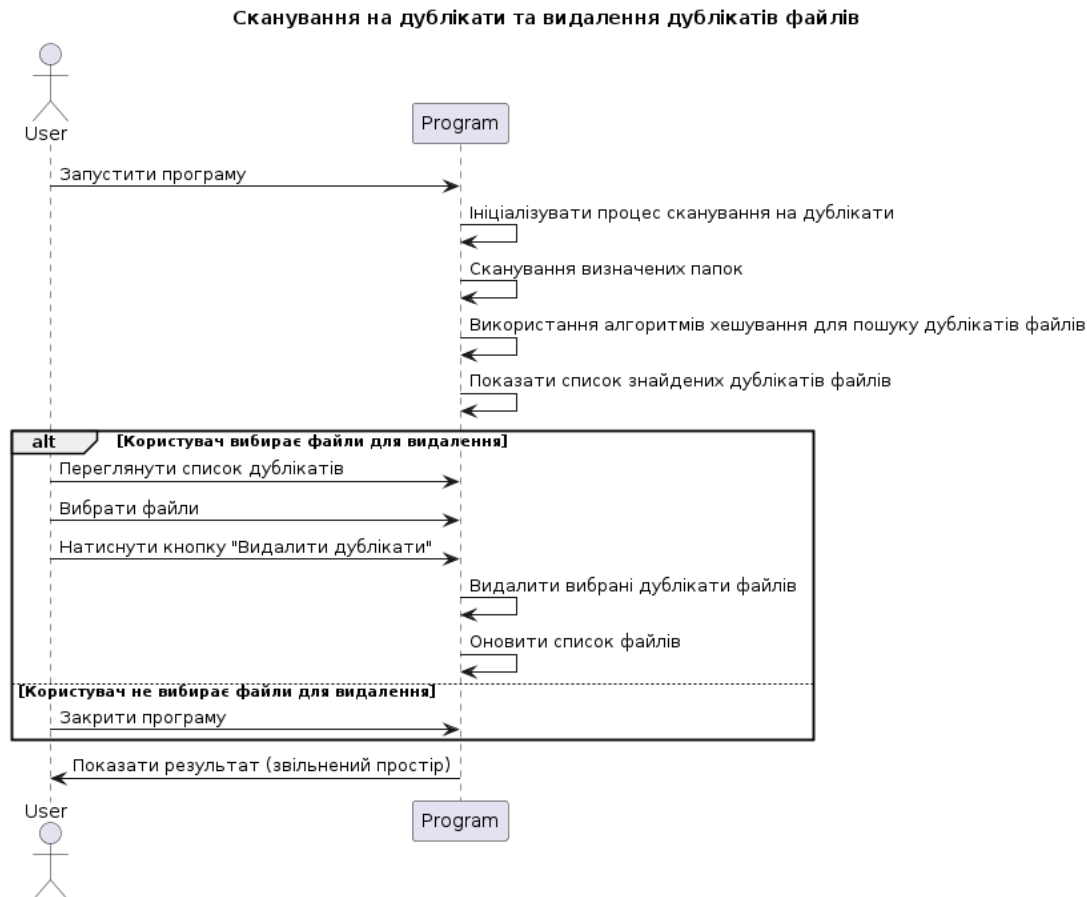 Сканування на дублікати та видалення дублікатів файлів
User
Program
Запустити програму
Ініціалізувати процес сканування на дублікати
Сканування визначених папок
Використання алгоритмів хешування для пошуку дублікатів файлів
Показати список знайдених дублікатів файлів
alt [Користувач вибирає файли для видалення]
Переглянути список дублікатів
Вибрати файли
Натиснути кнопку "Видалити дублікати"
Видалити вибрані дублікати файлів
Оновити список файлів
[Користувач не вибирає файли для видалення]
Закрити програму
Показати результат (звільнений простір)
User
Program